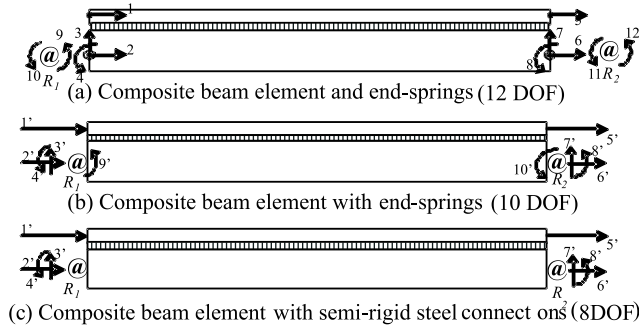 1 5
9 3 7 12
@ 2 6 @
10 R1 4 8 11 R2
(a) Composite beam element and end-springs (12 DOF)
1' 5'
2' 3' @ 9' 10' @ 7' 8'
4' R1 R2 6'
(b) Composite beam element with end-springs (10 DOF)
1' 5'
2' 3' @ @ 7' 8'
4' R1 R2 6'
(c) Composite beam element with semi-rigid steel connect ons (8DOF)